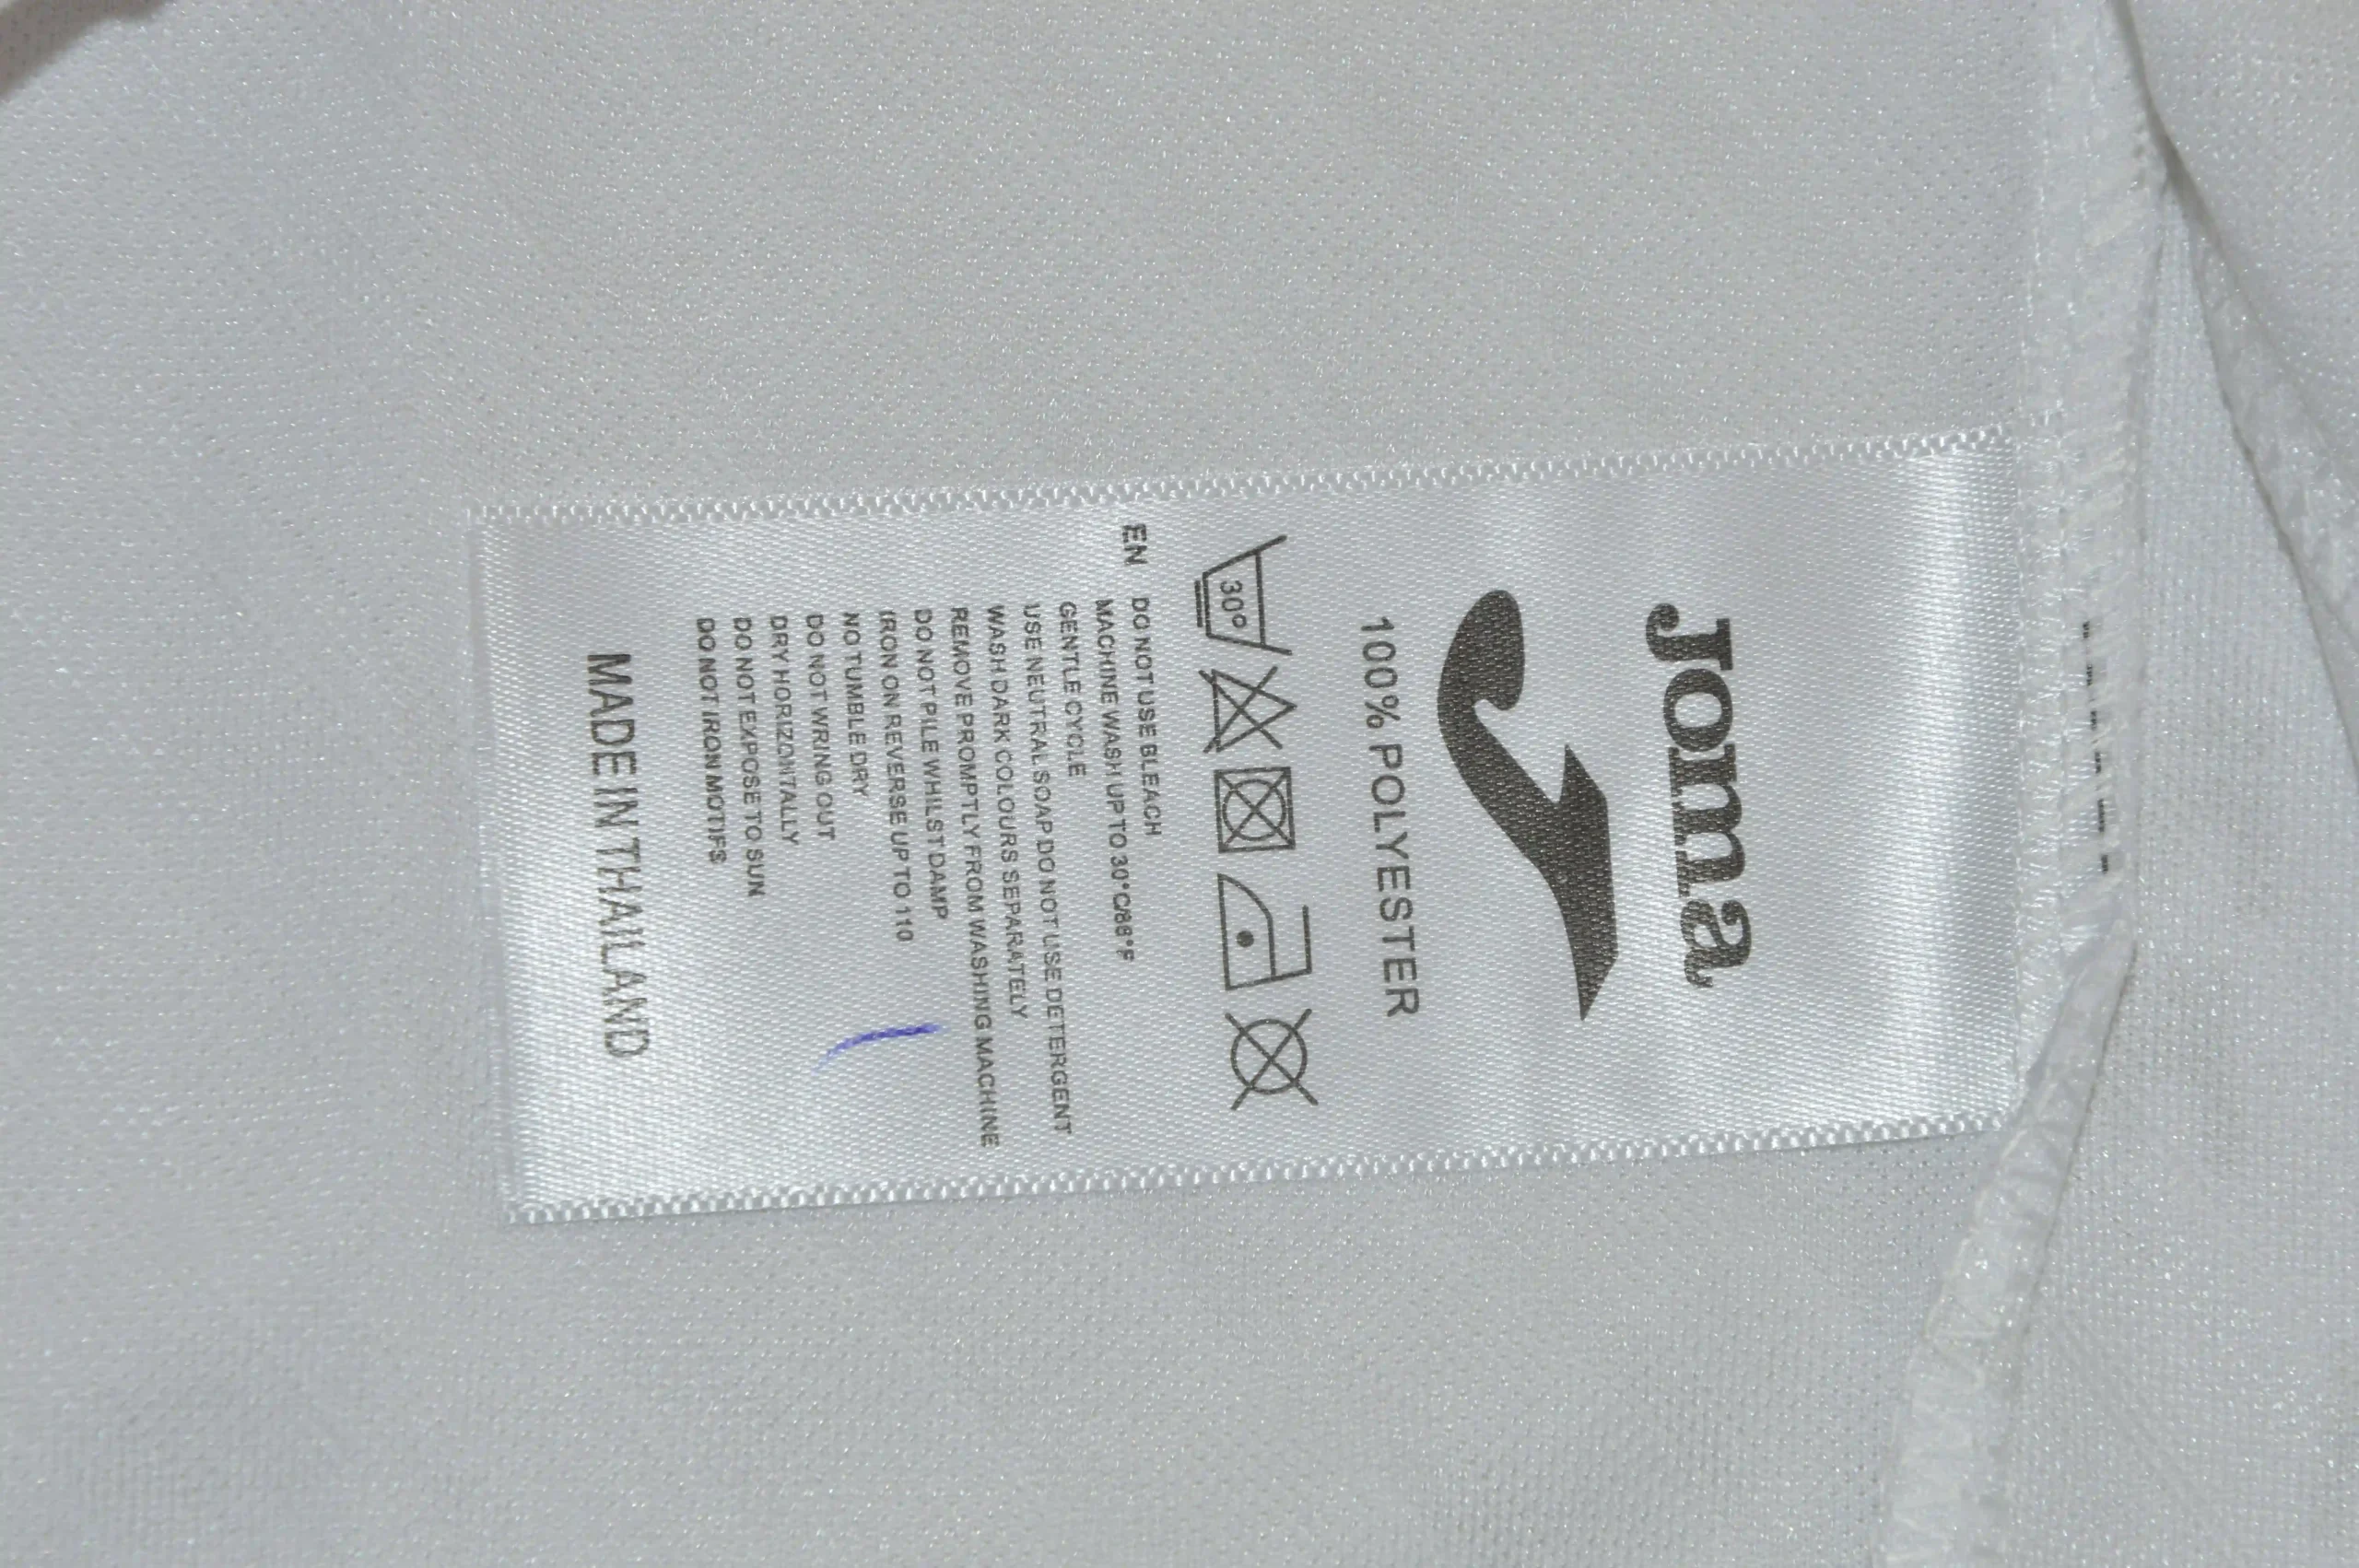 Joma
100% POLYESTER
30°
EN DO NOT USE BLEACH
MACHINE WASH UP TO 30°C/86°F
GENTLE CYCLE
USE NEUTRAL SOAP DO NOT USE DETERGENT
WASH DARK COLOURS SEPARATELY
REMOVE PROMPTLY FROM WASHING MACHINE
DO NOT PILE WHILST DAMP
IRON ON REVERSE UP TO 110
NO TUMBLE DRY
DO NOT WRING OUT
DRY HORIZONTALLY
DO NOT EXPOSE TO SUN
DO NOT IRON MOTIFS
MADE IN THAILAND